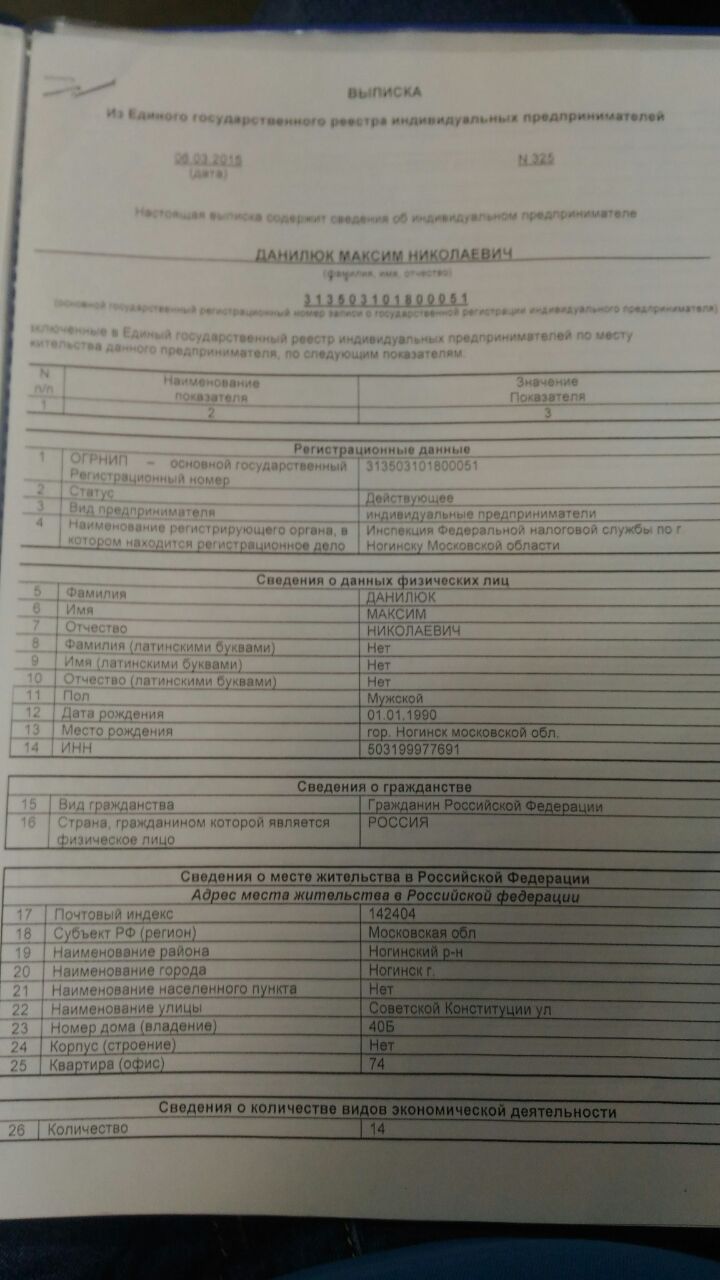 ВЫПИСКА
Из Единого государственного реестра индивидуальных предпринимателей
06.03.2015 N 325
(дата)
Настоящая выписка содержит сведения об индивидуальном предпринимателе
ДАНИЛЮК МАКСИМ НИКОЛАЕВИЧ
(фамилия, имя, отчество)
313503101800051
(основной государственный регистрационный номер записи о государственной регистрации индивидуального предпринимателя)
включенные в Единый государственный реестр индивидуальных предпринимателей по месту
жительства данного предпринимателя, по следующим показателям:
N п/п Наименование показателя Значение Показателя
1 2 3
Регистрационные данные
1 ОГРНИП – основной государственный 313503101800051
Регистрационный номер
2 Статус Действующее
3 Вид предпринимателя индивидуальные предприниматели
4 Наименование регистрирующего органа, в Инспекция Федеральной налоговой службы по г.
котором находится регистрационное дело Ногинску Московской области
Сведения о данных физических лиц
5 Фамилия ДАНИЛЮК
6 Имя МАКСИМ
7 Отчество НИКОЛАЕВИЧ
8 Фамилия (латинскими буквами) Нет
9 Имя (латинскими буквами) Нет
10 Отчество (латинскими буквами) Нет
11 Пол Мужской
12 Дата рождения 01.01.1990
13 Место рождения гор. Ногинск московской обл.
14 ИНН 503199977691
Сведения о гражданстве
15 Вид гражданства Гражданин Российской Федерации
16 Страна, гражданином которой является РОССИЯ
физическое лицо
Сведения о месте жительства в Российской Федерации
Адрес места жительства в Российской федерации
17 Почтовый индекс 142404
18 Субъект РФ (регион) Московская обл
19 Наименование района Ногинский р-н
20 Наименование города Ногинск г.
21 Наименование населенного пункта Нет
22 Наименование улицы Советской Конституции ул
23 Номер дома (владение) 40Б
24 Корпус (строение) Нет
25 Квартира (офис) 74
Сведения о количестве видов экономической деятельности
26 Количество 14